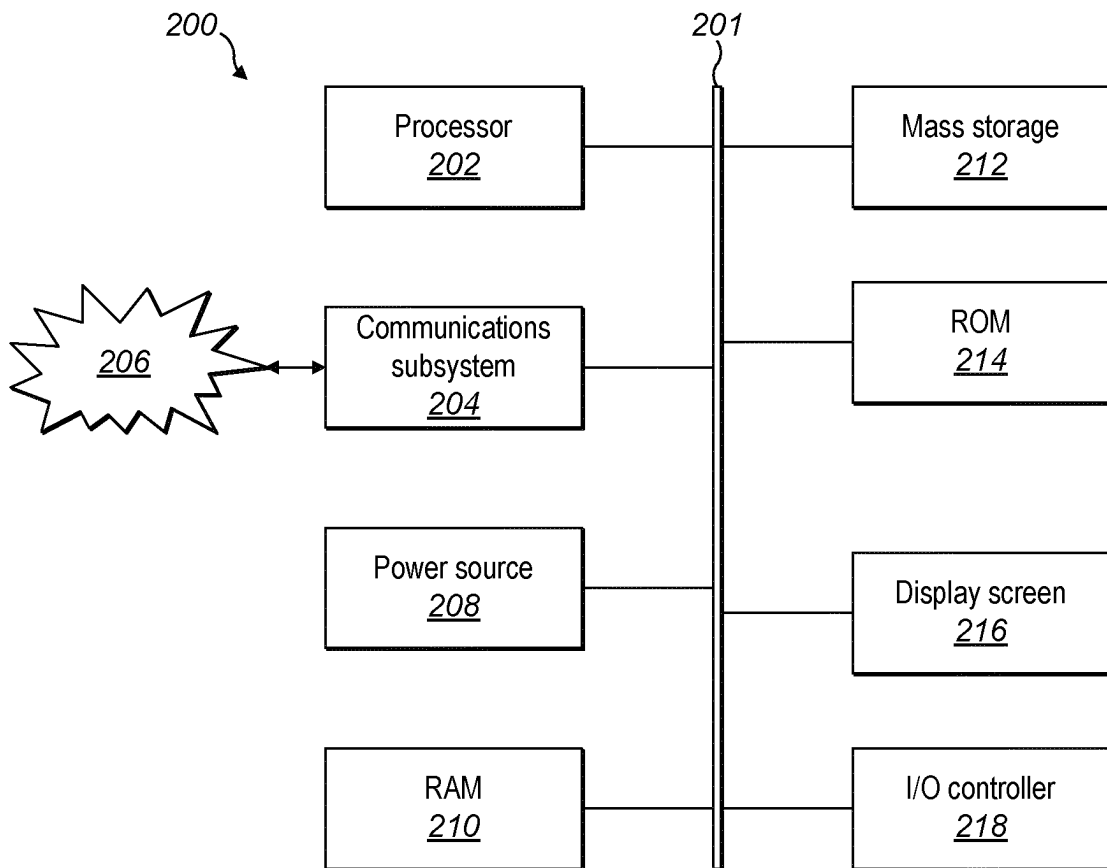 200
201
Processor
202
Mass storage
212
206
Communications
subsystem
204
ROM
214
Power source
208
Display screen
216
RAM
210
I/O controller
218